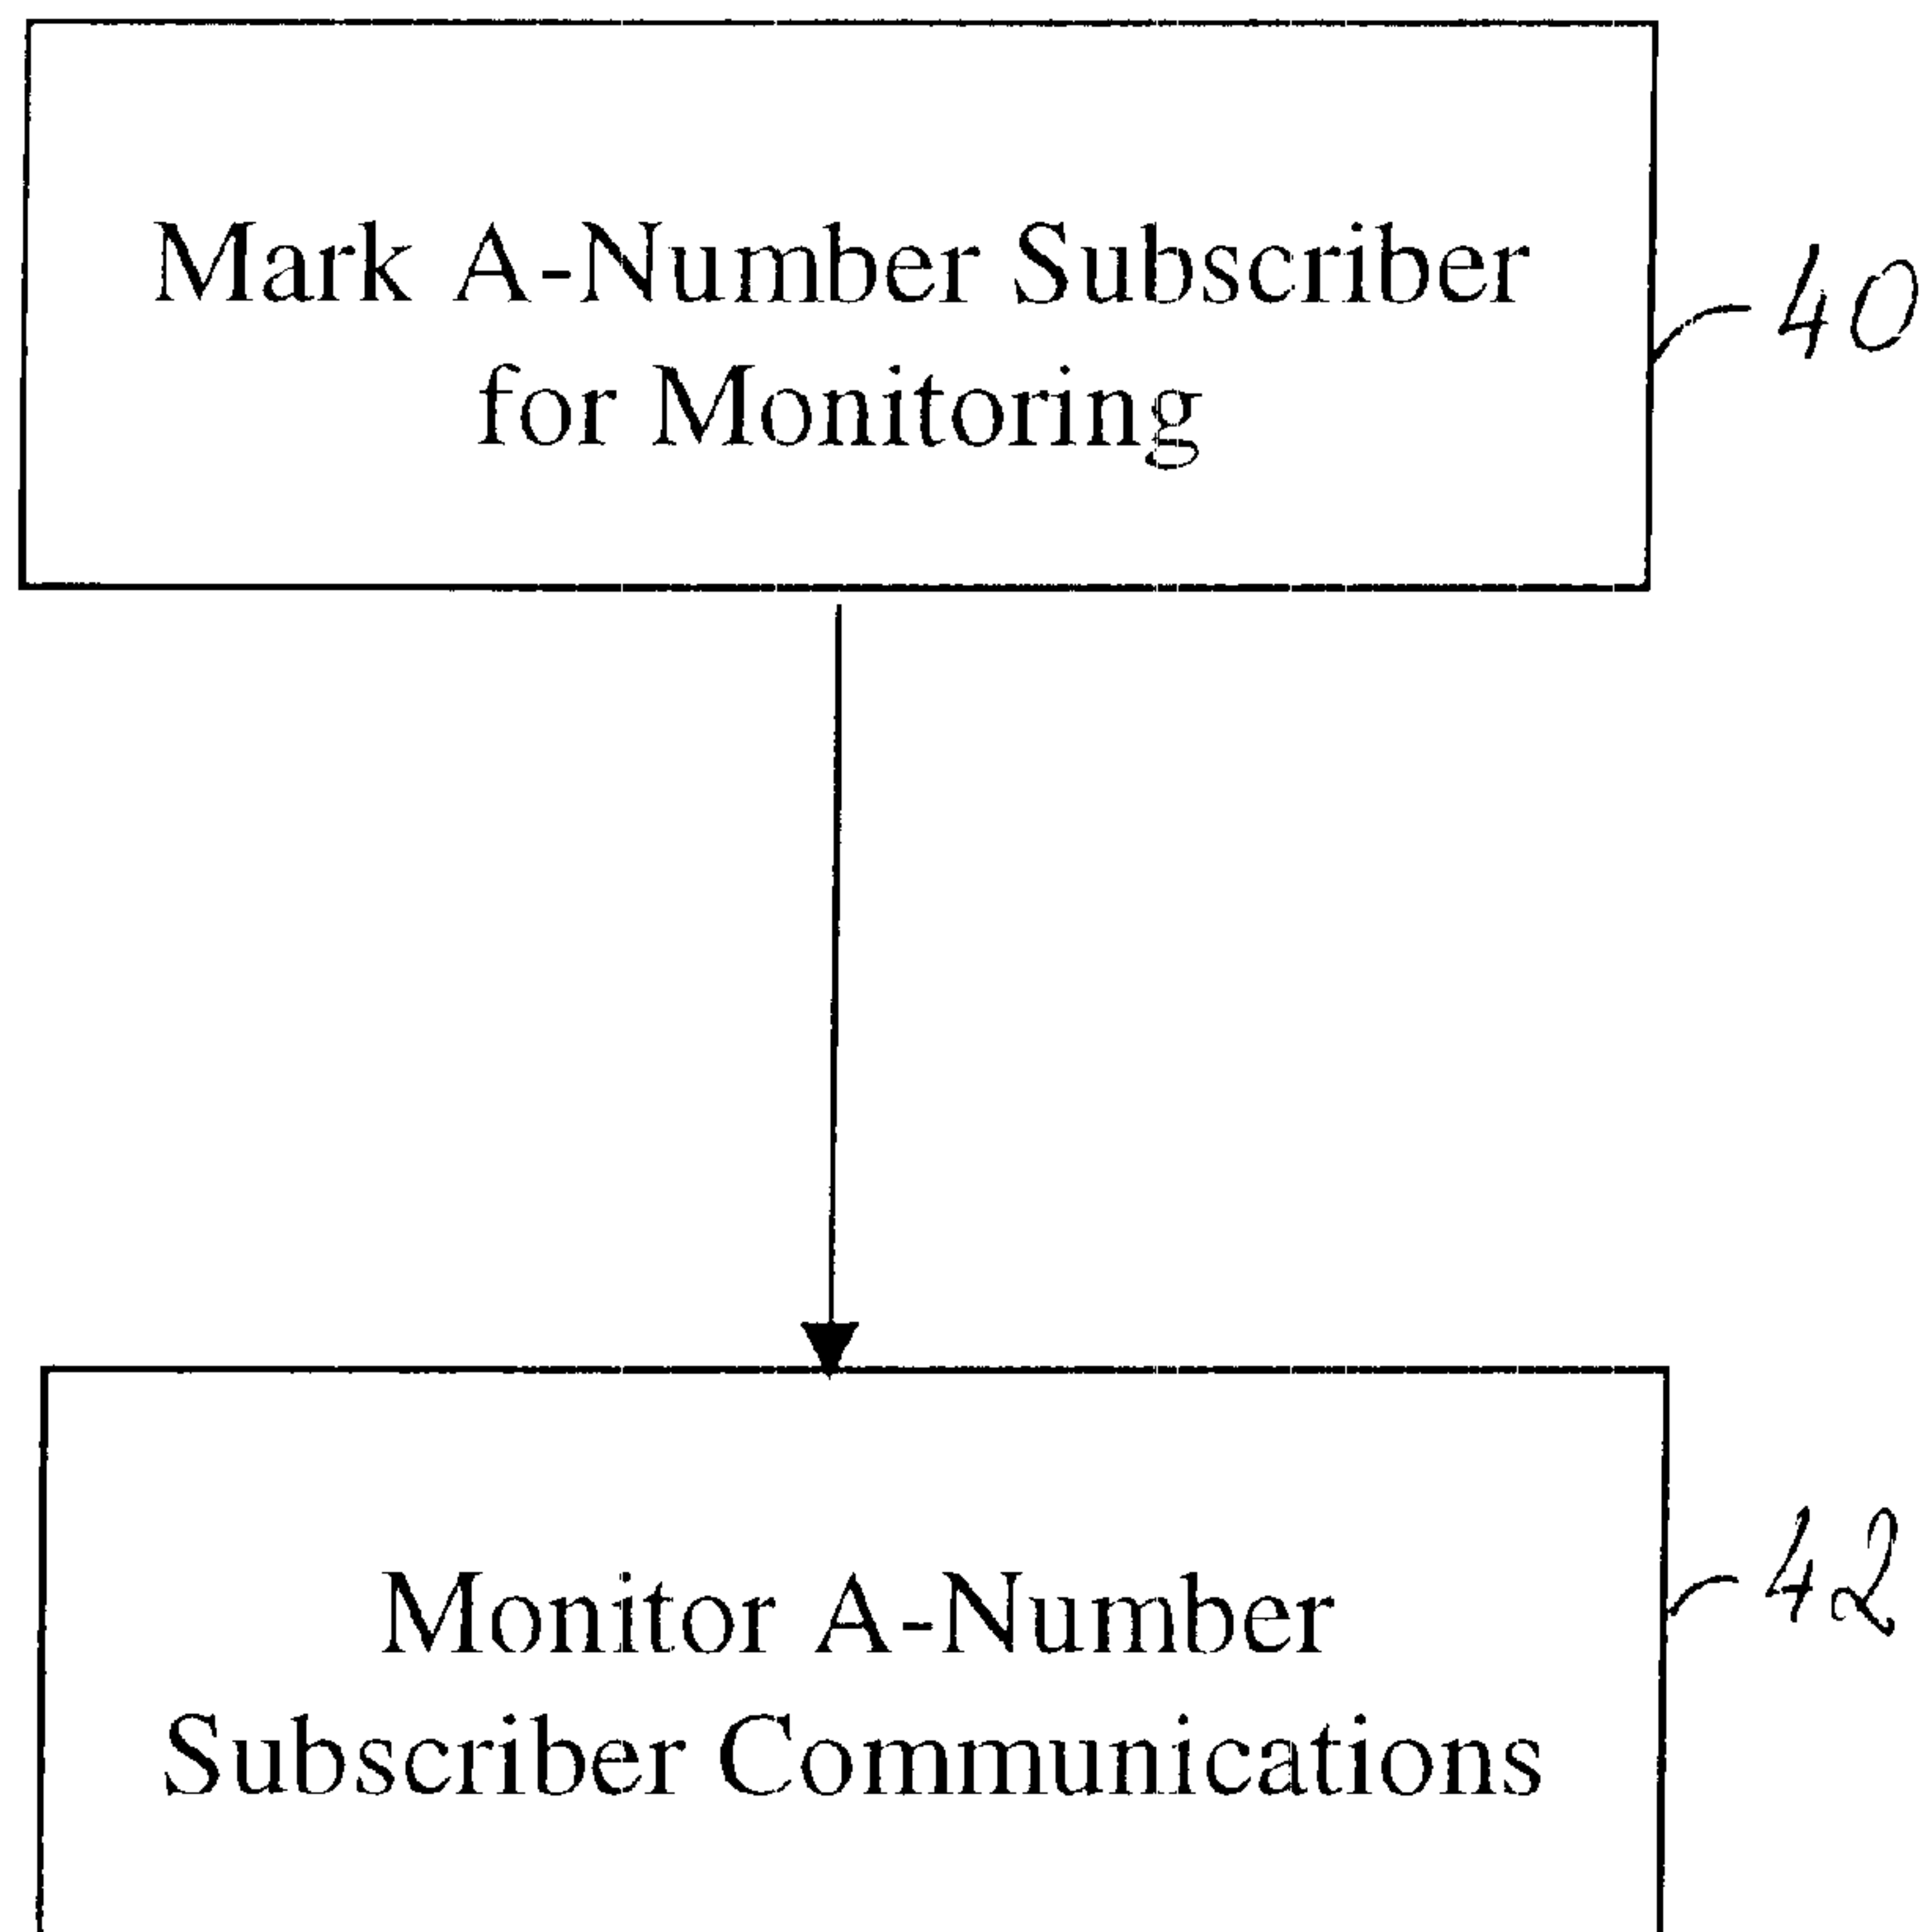 Mark A-Number Subscriber
for Monitoring
40
Monitor A-Number
Subscriber Communications
42